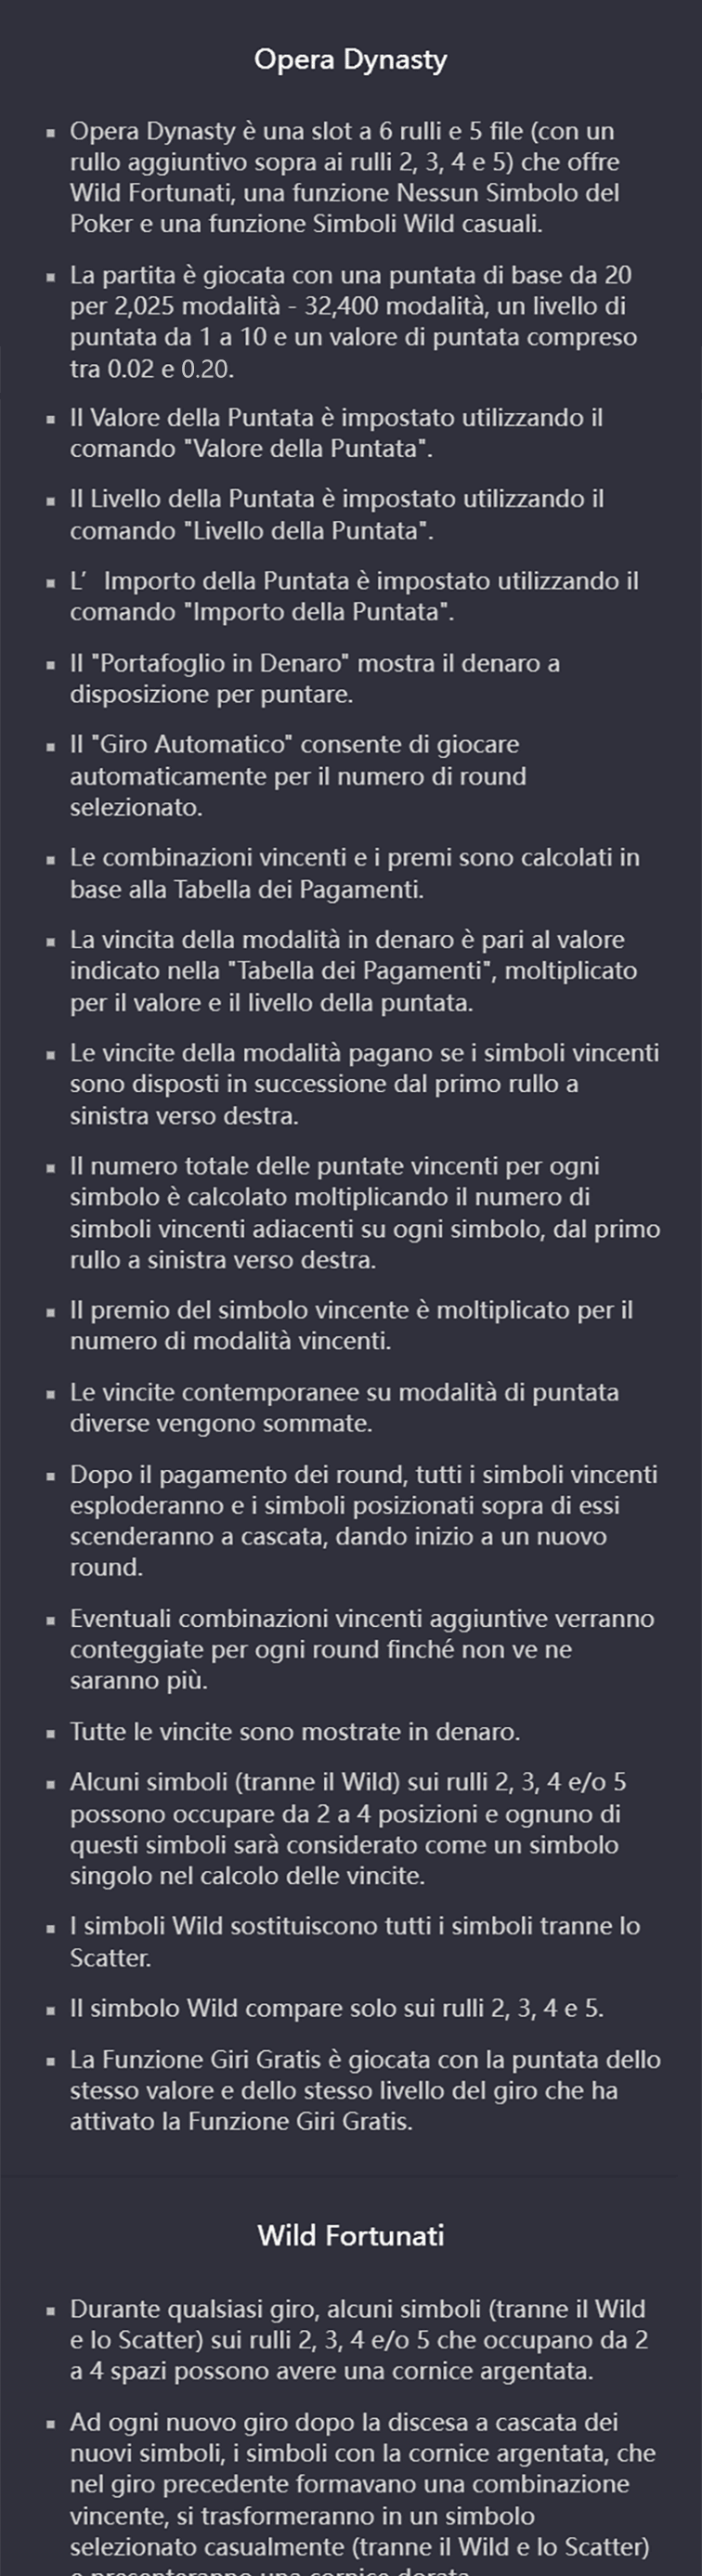 Opera Dynasty
▪ Opera Dynasty è una slot a 6 rulli e 5 file (con un
rullo aggiuntivo sopra ai rulli 2, 3, 4 e 5) che offre
Wild Fortunati, una funzione Nessun Simbolo del
Poker e una funzione Simboli Wild casuali.
▪ La partita è giocata con una puntata di base da 20
per 2,025 modalità - 32,400 modalità, un livello di
puntata da 1 a 10 e un valore di puntata compreso
tra 0.02 e 0.20.
▪ Il Valore della Puntata è impostato utilizzando il
comando "Valore della Puntata".
▪ Il Livello della Puntata è impostato utilizzando il
comando "Livello della Puntata".
▪ L’ Importo della Puntata è impostato utilizzando il
comando "Importo della Puntata".
▪ Il "Portafoglio in Denaro" mostra il denaro a
disposizione per puntare.
▪ Il "Giro Automatico" consente di giocare
automaticamente per il numero di round
selezionato.
▪ Le combinazioni vincenti e i premi sono calcolati in
base alla Tabella dei Pagamenti.
▪ La vincita della modalità in denaro è pari al valore
indicato nella "Tabella dei Pagamenti", moltiplicato
per il valore e il livello della puntata.
▪ Le vincite della modalità pagano se i simboli vincenti
sono disposti in successione dal primo rullo a
sinistra verso destra.
▪ Il numero totale delle puntate vincenti per ogni
simbolo è calcolato moltiplicando il numero di
simboli vincenti adiacenti su ogni simbolo, dal primo
rullo a sinistra verso destra.
▪ Il premio del simbolo vincente è moltiplicato per il
numero di modalità vincenti.
▪ Le vincite contemporanee su modalità di puntata
diverse vengono sommate.
▪ Dopo il pagamento dei round, tutti i simboli vincenti
esploderanno e i simboli posizionati sopra di essi
scenderanno a cascata, dando inizio a un nuovo
round.
▪ Eventuali combinazioni vincenti aggiuntive verranno
conteggiate per ogni round finché non ve ne
saranno più.
▪ Tutte le vincite sono mostrate in denaro.
▪ Alcuni simboli (tranne il Wild) sui rulli 2, 3, 4 e/o 5
possono occupare da 2 a 4 posizioni e ognuno di
questi simboli sarà considerato come un simbolo
singolo nel calcolo delle vincite.
▪ I simboli Wild sostituiscono tutti i simboli tranne lo
Scatter.
▪ Il simbolo Wild compare solo sui rulli 2, 3, 4 e 5.
▪ La Funzione Giri Gratis è giocata con la puntata dello
stesso valore e dello stesso livello del giro che ha
attivato la Funzione Giri Gratis.
Wild Fortunati
▪ Durante qualsiasi giro, alcuni simboli (tranne il Wild
e lo Scatter) sui rulli 2, 3, 4 e/o 5 che occupano da 2
a 4 spazi possono avere una cornice argentata.
▪ Ad ogni nuovo giro dopo la discesa a cascata dei
nuovi simboli, i simboli con la cornice argentata, che
nel giro precedente formavano una combinazione
vincente, si trasformeranno in un simbolo
selezionato casualmente (tranne il Wild e lo Scatter)